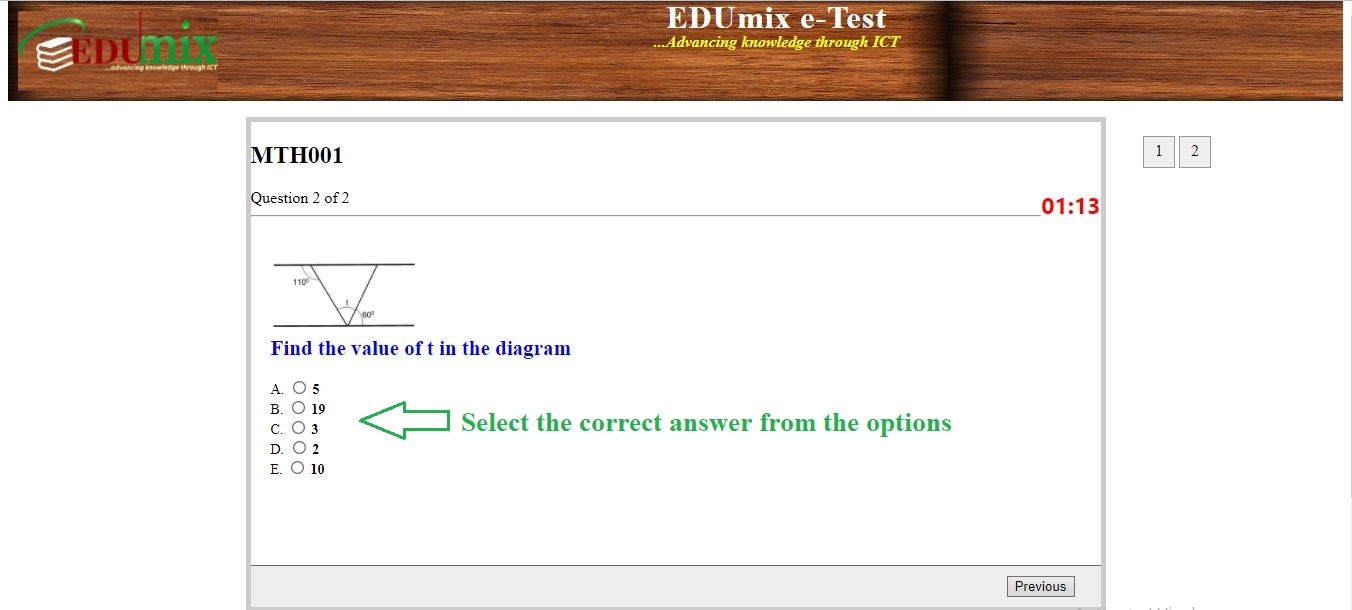 EDUmix
...advancing knowledge through ICT
EDUmix e-Test
...Advancing knowledge through ICT
1 2
MTH001
Question 2 of 2
01:13
110⁰
t
60⁰
Find the value of t in the diagram
A. 5
B. 19
C. 3
D. 2
E. 10
Select the correct answer from the options
Previous